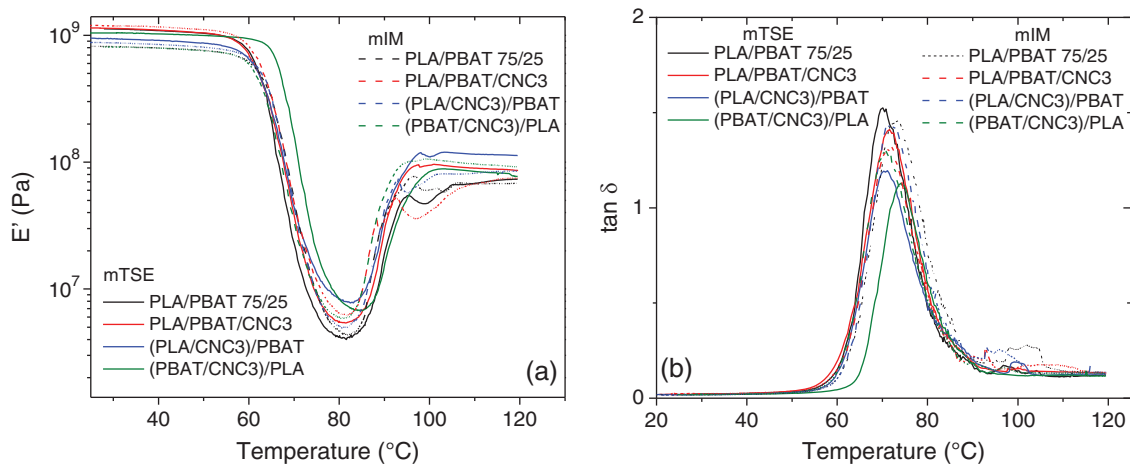 10⁹
10⁸
10⁷
E' (Pa)
mIM
PLA/PBAT 75/25
PLA/PBAT/CNC3
(PLA/CNC3)/PBAT
(PBAT/CNC3)/PLA
mTSE
PLA/PBAT 75/25
PLA/PBAT/CNC3
(PLA/CNC3)/PBAT
(PBAT/CNC3)/PLA
(a)
40 60 80 100 120
Temperature (°C)
2
1
0
tan δ
mTSE
PLA/PBAT 75/25
PLA/PBAT/CNC3
(PLA/CNC3)/PBAT
(PBAT/CNC3)/PLA
mIM
PLA/PBAT 75/25
PLA/PBAT/CNC3
(PLA/CNC3)/PBAT
(PBAT/CNC3)/PLA
(b)
20 40 60 80 100 120
Temperature (°C)